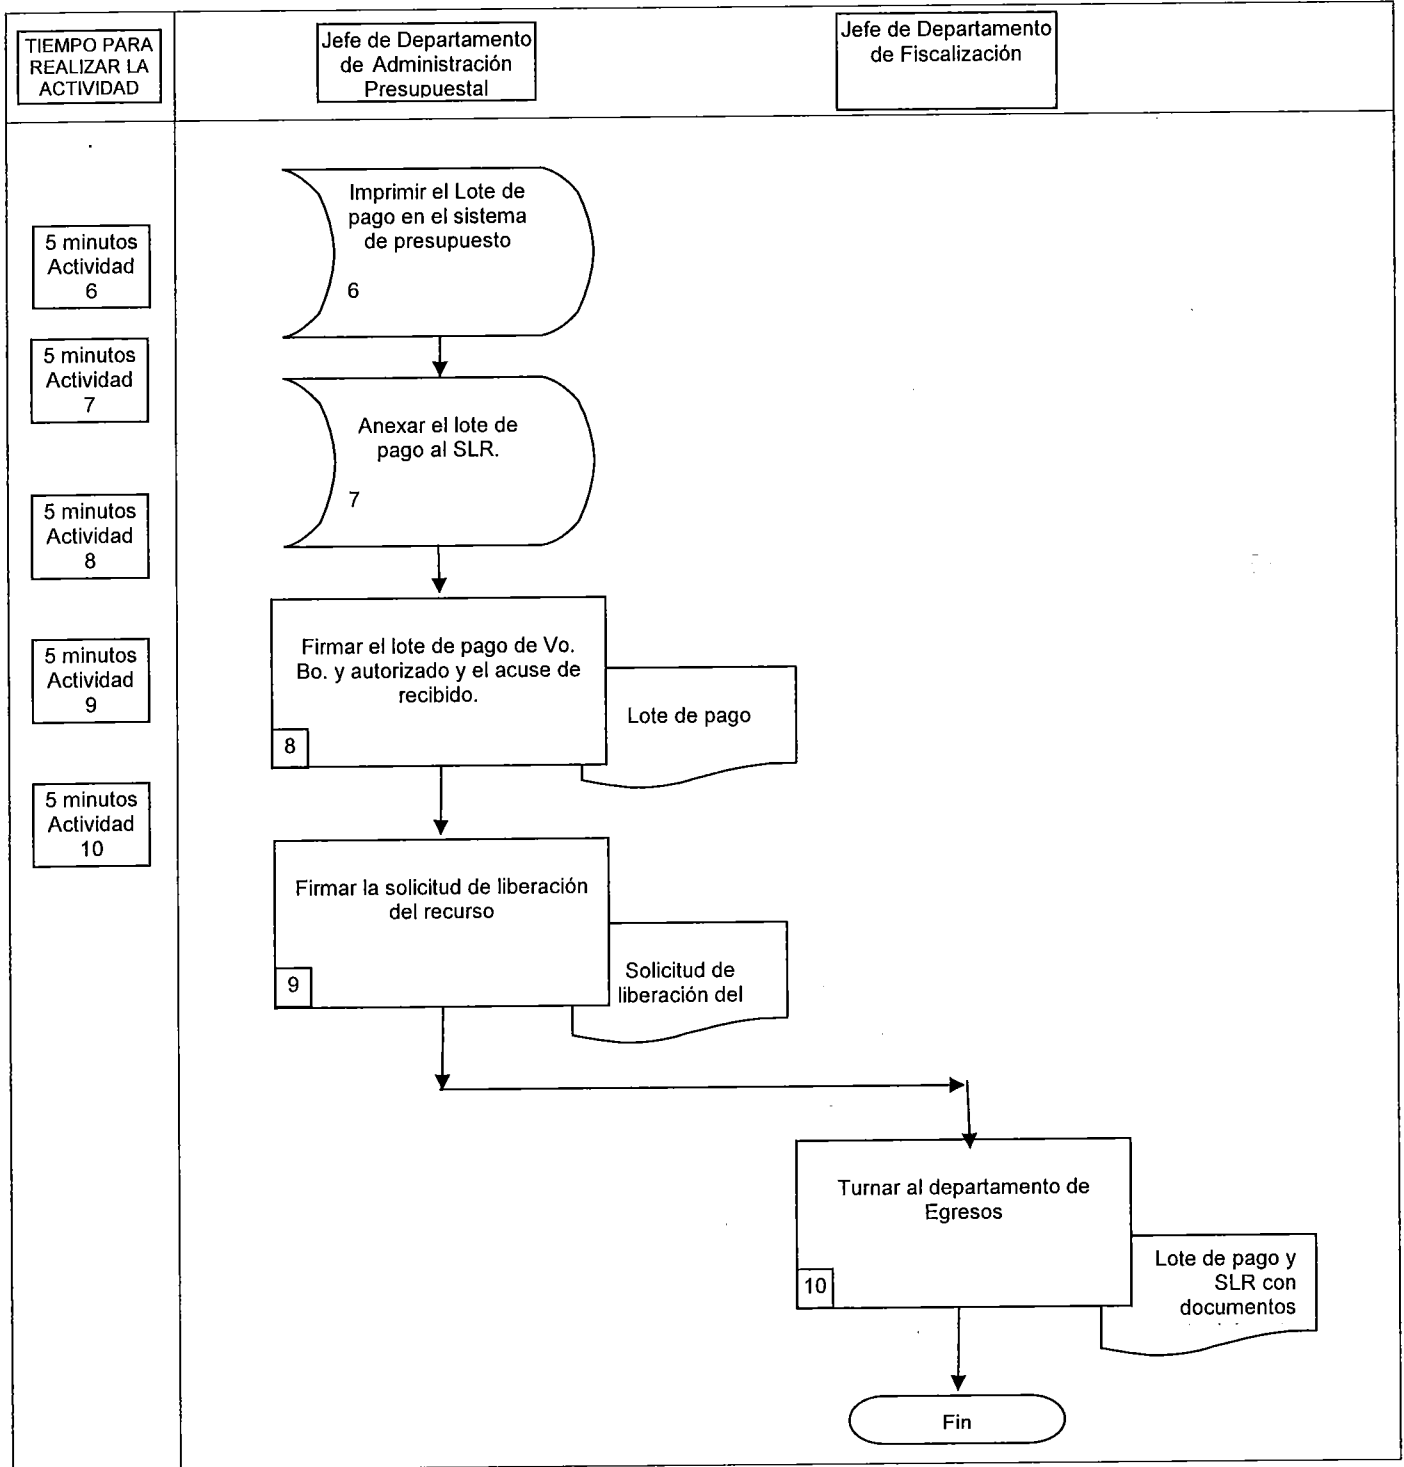 TIEMPO PARA
REALIZAR LA
ACTIVIDAD
Jefe de Departamento
de Administración
Presupuestal
Jefe de Departamento
de Fiscalización
5 minutos
Actividad
6
Imprimir el Lote de
pago en el sistema
de presupuesto
6
5 minutos
Actividad
7
Anexar el lote de
pago al SLR.
7
5 minutos
Actividad
8
Firmar el lote de pago de Vo.
Bo. y autorizado y el acuse de
recibido.
8
Lote de pago
5 minutos
Actividad
9
Firmar la solicitud de liberación
del recurso
9
Solicitud de
liberación del
5 minutos
Actividad
10
Turnar al departamento de
Egresos
10
Lote de pago y
SLR con
documentos
Fin